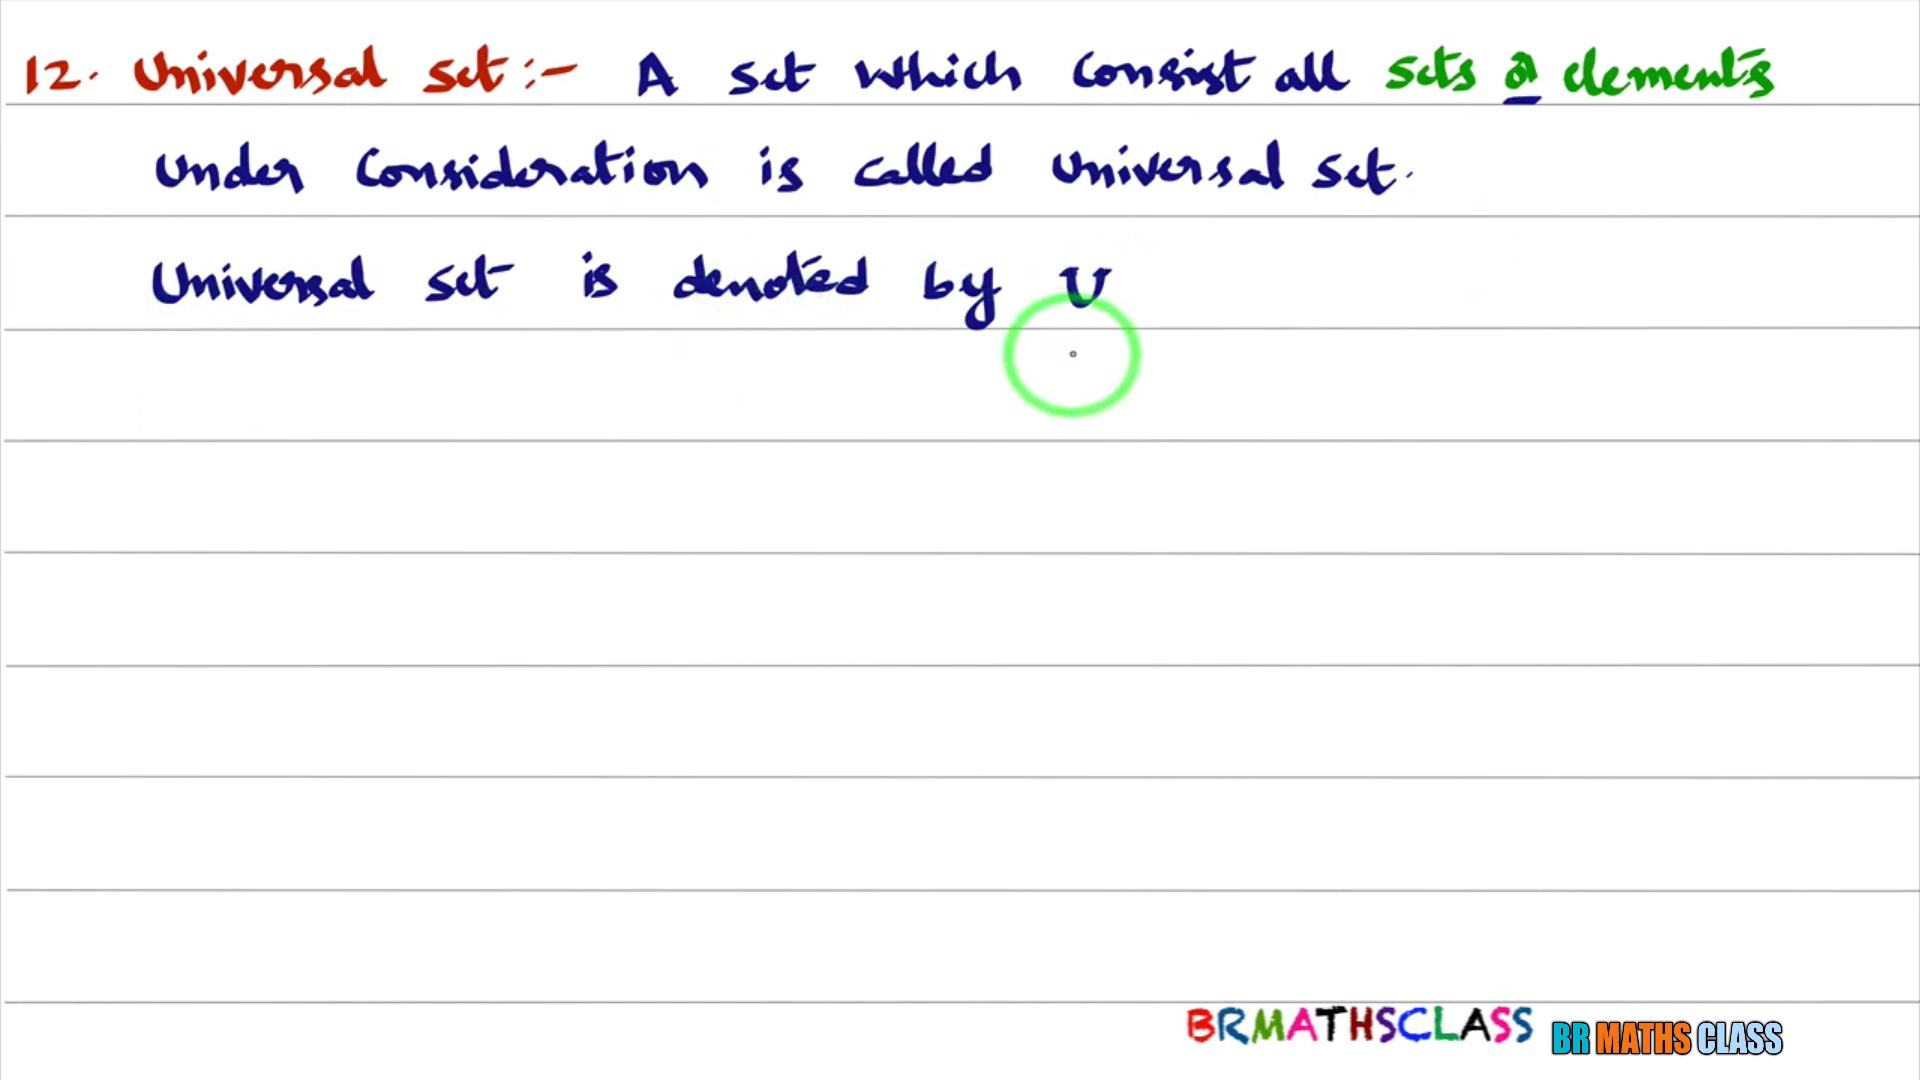 12. Universal set:- A set which consist all sets or elements
under consideration is called universal set.
Universal set is denoted by U
BRMATHSCLASS
BR MATHS CLASS